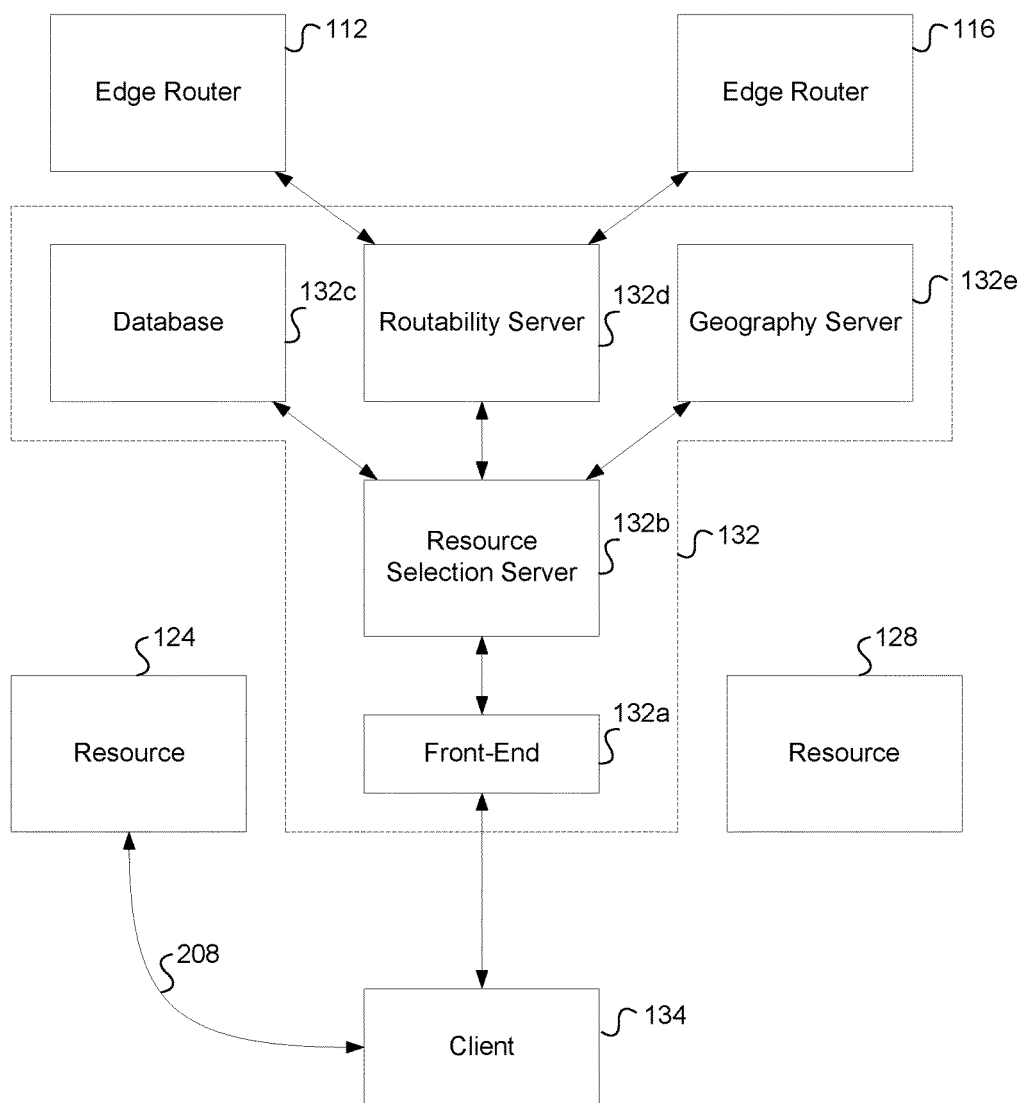 112
116
Edge Router
Edge Router
132c
132d
132e
Database
Routability Server
Geography Server
132b
132
Resource
Selection Server
124
128
132a
Resource
Front-End
Resource
208
134
Client